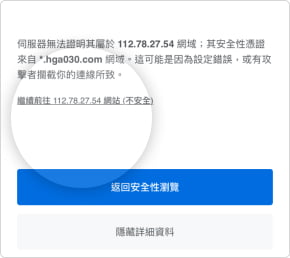 伺服器無法證明其屬於 112.78.27.54 網域；其安全性憑證
來自 *.hga030.com 網域。這可能是因為設定錯誤，或有攻
擊者攔截你的連線所致。
繼續前往 112.78.27.54 網站 (不安全)
返回安全性瀏覽
隱藏詳細資料